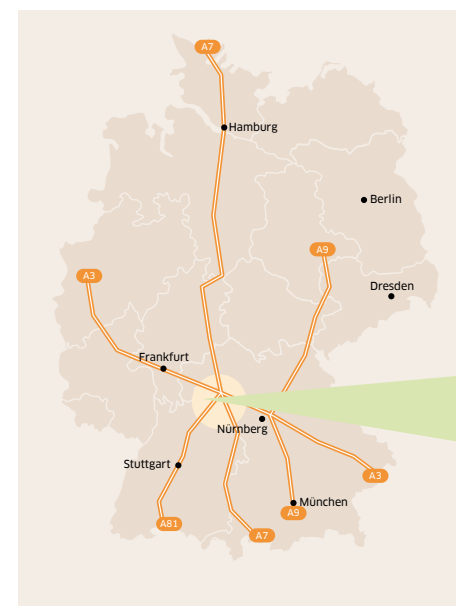 A7
Hamburg
Berlin
A9
A3
Dresden
Frankfurt
Nürnberg
Stuttgart
A3
München
A9
A81
A7